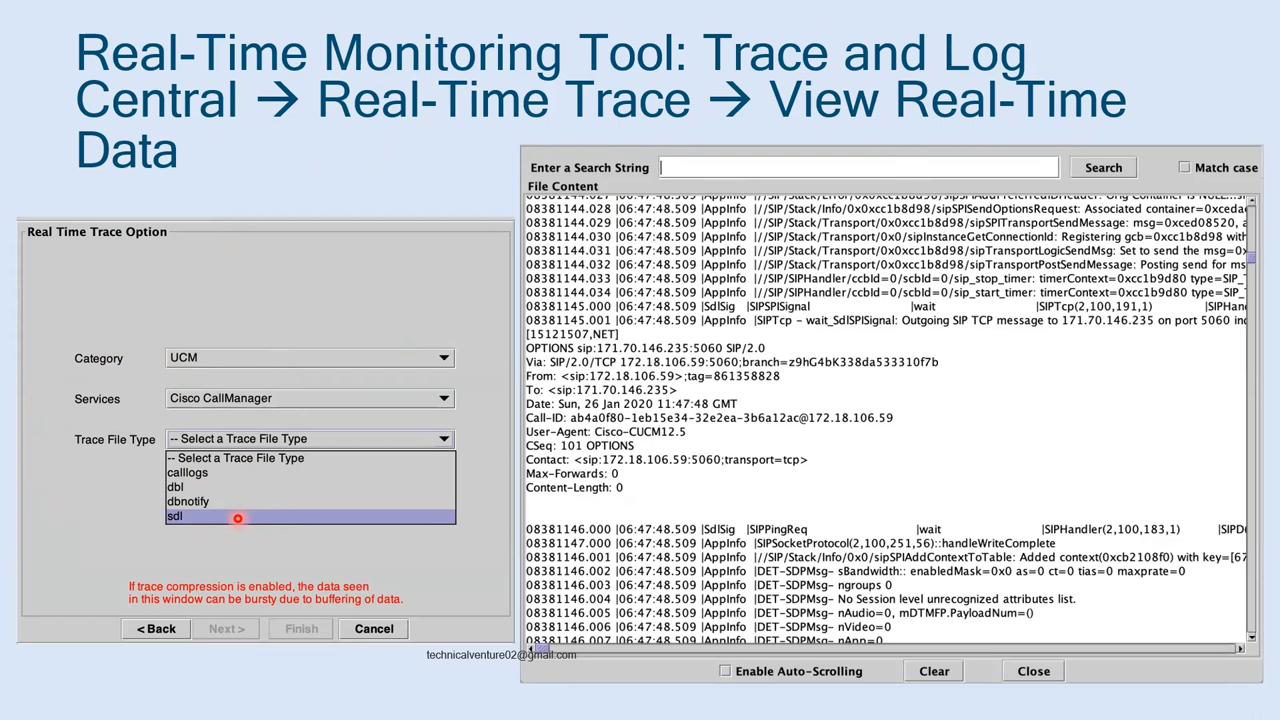 Real-Time Monitoring Tool: Trace and Log
Central → Real-Time Trace → View Real-Time
Data
Real Time Trace Option
Category
UCM
Services
Cisco CallManager
Trace File Type
-- Select a Trace File Type
-- Select a Trace File Type
calllogs
dbl
dbnotify
sdl
If trace compression is enabled, the data seen
in this window can be bursty due to buffering of data.
< Back
Next >
Finish
Cancel
technicalventure02@gmail.com
Enter a Search String
Search
Match case
File Content
08381144.028 |06:47:48.509 |AppInfo |//SIP/Stack/Info/0x0xcc1b8d98/sipSPISendOptionsRequest: Associated container=0xceda
08381144.029 |06:47:48.509 |AppInfo |//SIP/Stack/Transport/0x0xcc1b8d98/sipSPITransportSendMessage: msg=0xced08520, a
08381144.030 |06:47:48.509 |AppInfo |//SIP/Stack/Transport/0x0/sipInstanceGetConnectionId: Registering gcb=0xcc1b8d98 with
08381144.031 |06:47:48.509 |AppInfo |//SIP/Stack/Transport/0x0xcc1b8d98/sipTransportLogicSendMsg: Set to send the msg=0x
08381144.032 |06:47:48.509 |AppInfo |//SIP/Stack/Transport/0x0xcc1b8d98/sipTransportPostSendMessage: Posting send for ms
08381144.033 |06:47:48.509 |AppInfo |//SIP/SIPHandler/ccbId=0/scbId=0/sip_stop_timer: timerContext=0xcc1b9d80 type=SIP_T
08381144.034 |06:47:48.509 |AppInfo |//SIP/SIPHandler/ccbId=0/scbId=0/sip_start_timer: timerContext=0xcc1b9d80 type=SIP_
08381145.000 |06:47:48.509 |SdlSig |SIPSPISignal |wait |SIPTcp(2,100,191,1) |SIPHan
08381145.001 |06:47:48.509 |AppInfo |SIPTcp - wait_SdlSPISignal: Outgoing SIP TCP message to 171.70.146.235 on port 5060 ind
[15121507,NET]
OPTIONS sip:171.70.146.235:5060 SIP/2.0
Via: SIP/2.0/TCP 172.18.106.59:5060;branch=z9hG4bK338da533310f7b
From: <sip:172.18.106.59>;tag=861358828
To: <sip:171.70.146.235>
Date: Sun, 26 Jan 2020 11:47:48 GMT
Call-ID: ab4a0f80-1eb15e34-32e2ea-3b6a12ac@172.18.106.59
User-Agent: Cisco-CUCM12.5
CSeq: 101 OPTIONS
Contact: <sip:172.18.106.59:5060;transport=tcp>
Max-Forwards: 0
Content-Length: 0
08381146.000 |06:47:48.509 |SdlSig |SIPPingReq |wait |SIPHandler(2,100,183,1) |SIPD(
08381147.000 |06:47:48.509 |AppInfo |SIPSocketProtocol(2,100,251,56)::handleWriteComplete
08381146.001 |06:47:48.509 |AppInfo |//SIP/Stack/Info/0x0/sipSPIAddContextToTable: Added context(0xcb2108f0) with key=[67
08381146.002 |06:47:48.509 |AppInfo |DET-SDPMsg- sBandwidth:: enabledMask=0x0 as=0 ct=0 tias=0 maxprate=0
08381146.003 |06:47:48.509 |AppInfo |DET-SDPMsg- ngroups 0
08381146.004 |06:47:48.509 |AppInfo |DET-SDPMsg- No Session level unrecognized attributes list.
08381146.005 |06:47:48.509 |AppInfo |DET-SDPMsg- nAudio=0, mDTMFP.PayloadNum=()
08381146.006 |06:47:48.509 |AppInfo |DET-SDPMsg- nVideo=0
08381146.007 |06:47:48.509 |AppInfo |DET-SDPMsg- nApp=0
Enable Auto-Scrolling
Clear
Close